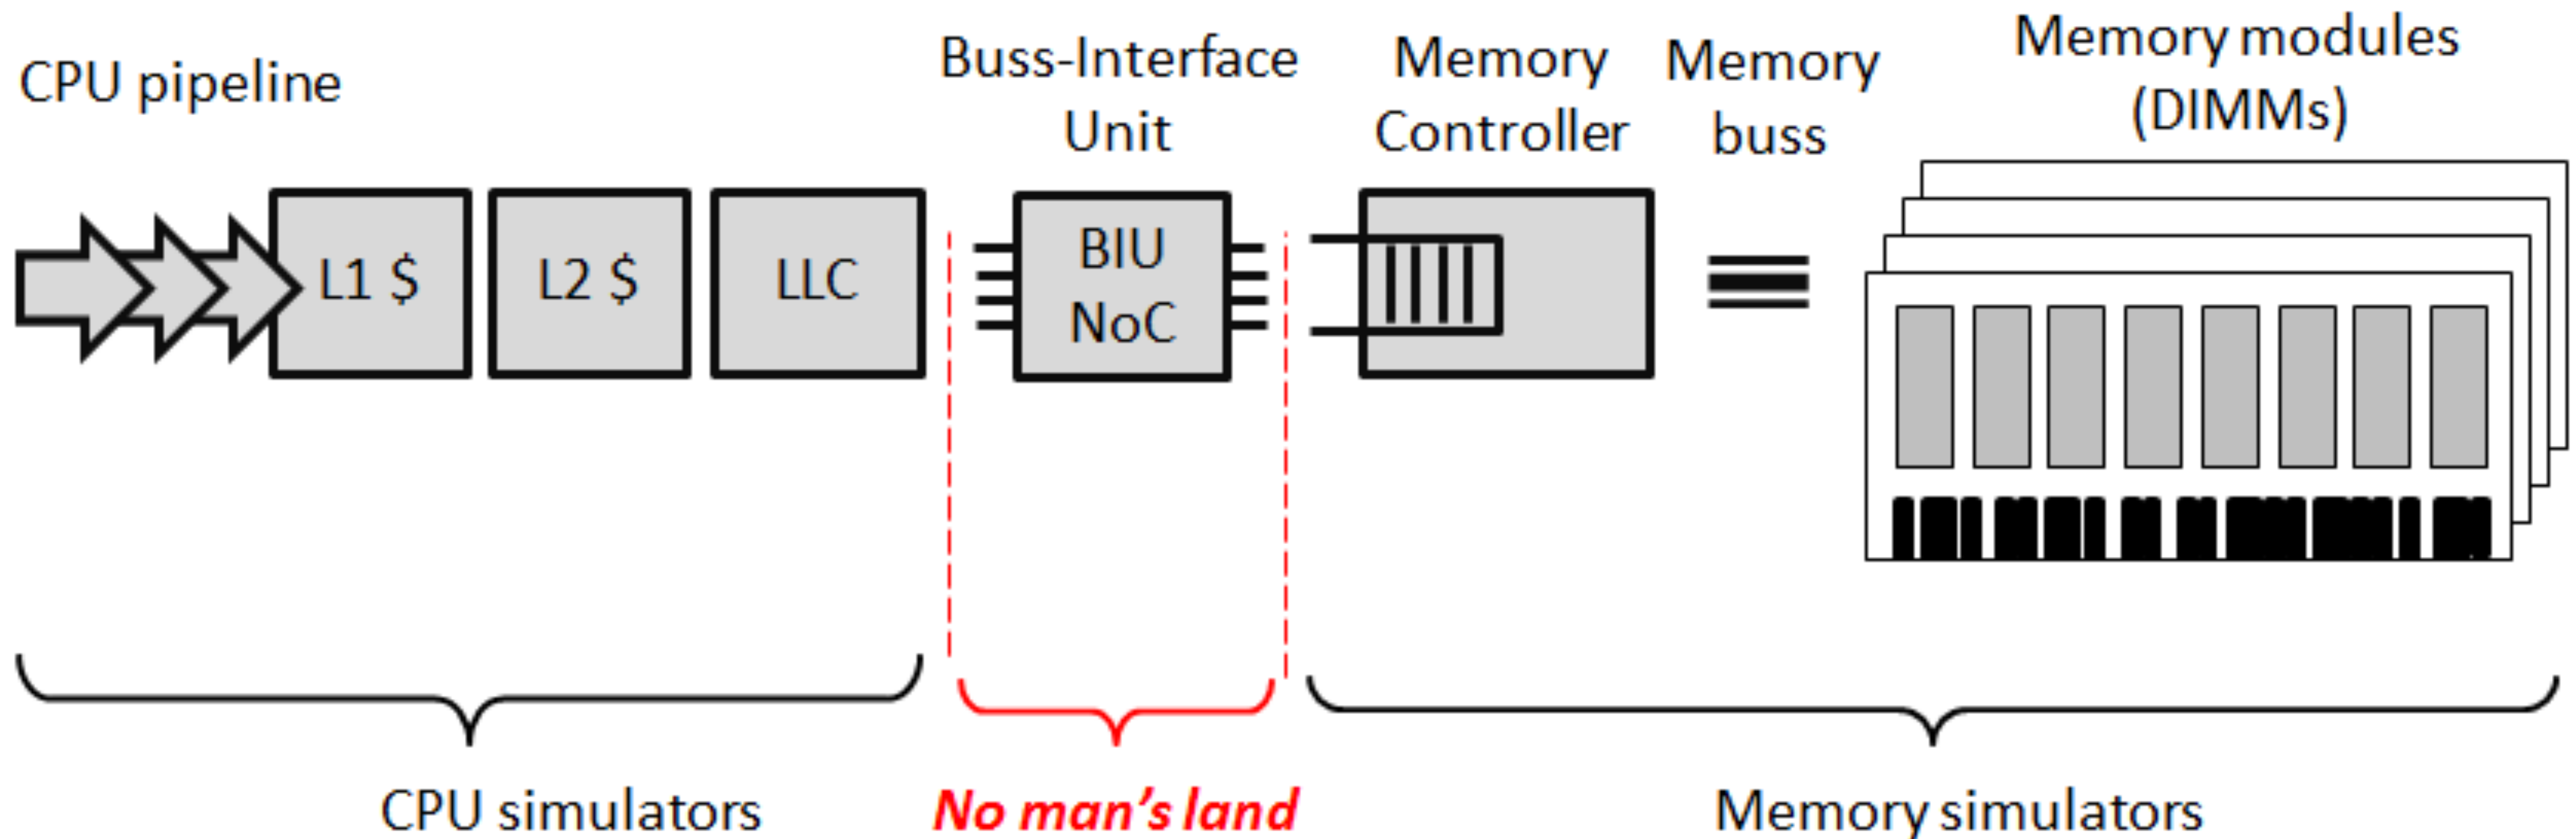 CPU pipeline
Buss-Interface
Unit
Memory
Controller
Memory
buss
Memory modules
(DIMMs)
L1 $
L2 $
LLC
BIU
NoC
CPU simulators
No man's land
Memory simulators